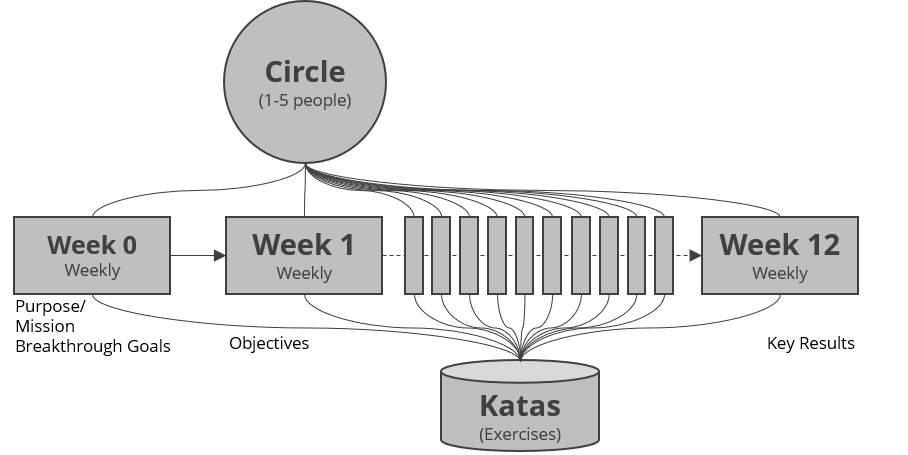 Circle
(1-5 people)
Week 0
Weekly
Week 1
Weekly
Week 12
Weekly
Purpose/
Mission
Breakthrough Goals
Objectives
Key Results
Katas
(Exercises)